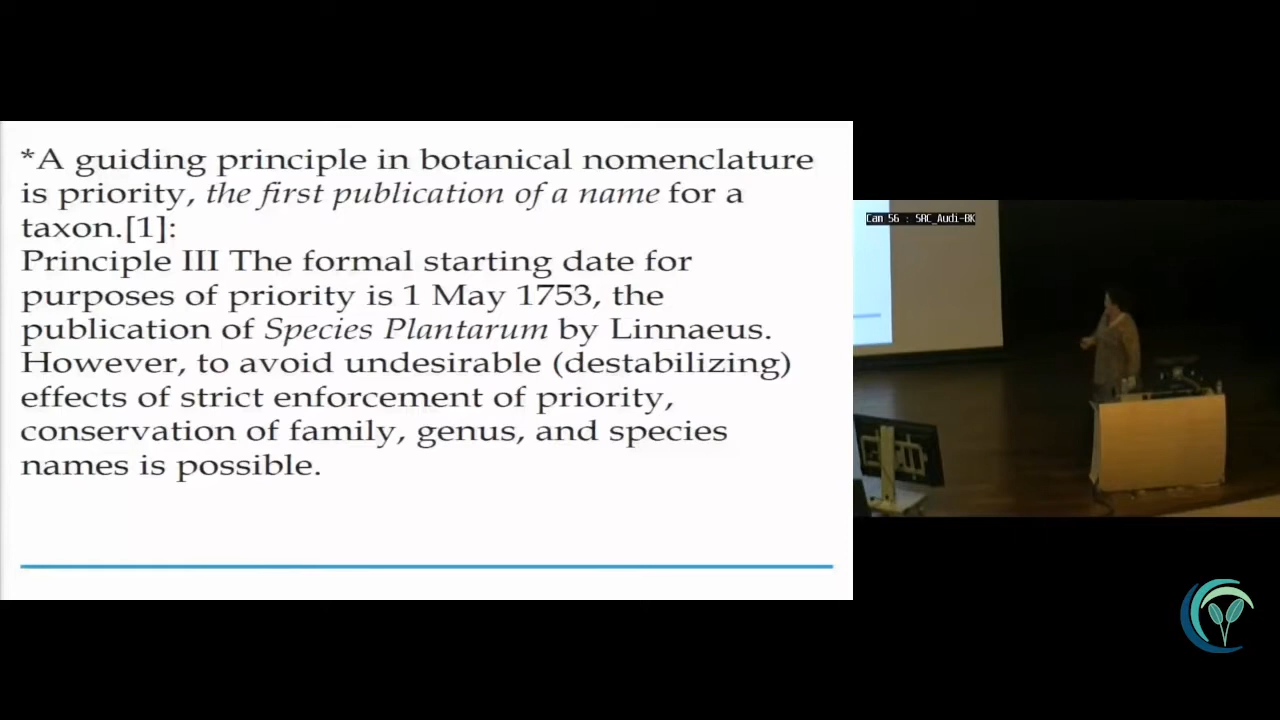 *A guiding principle in botanical nomenclature
is priority, the first publication of a name for a
taxon.[1]:
Principle III The formal starting date for
purposes of priority is 1 May 1753, the
publication of Species Plantarum by Linnaeus.
However, to avoid undesirable (destabilizing)
effects of strict enforcement of priority,
conservation of family, genus, and species
names is possible.
Can 56 : SRC_Audi-BK